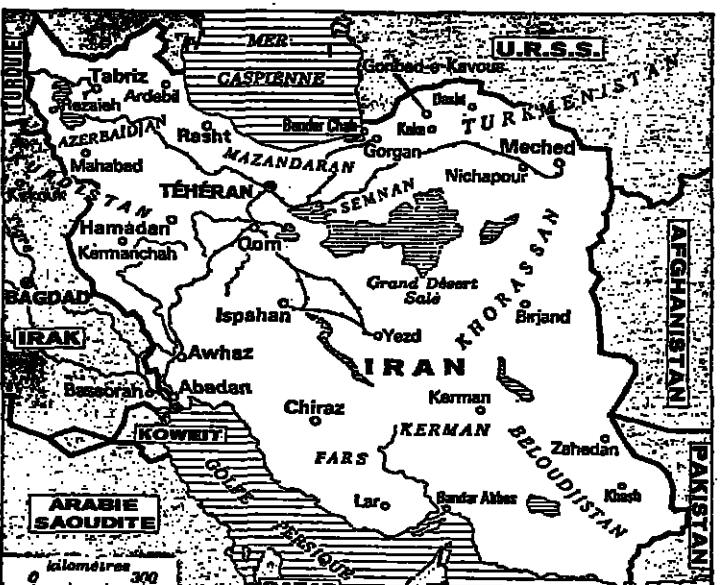 (TURQUIE)
MER
CASPIENNE
U.R.S.S.
Gonbad-e-Kavous
TURKMENISTAN
Tabriz
Ardebil
Rezaieh
AZERBAIDJAN
Rasht
Bandar Chah
Kalea
Gorgan
Meched
Mahabad
MAZANDARAN
Nichapour
TÉHÉRAN
SEMNAN
Hamadan
Kermanchah
Qom
KHORASSAN
AFGHANISTAN
Grand Désert
Salé
BAGDAD
Ispahan
Yezd
Birjand
IRAK
IRAN
Awhaz
Bassorah
Abadan
Kerman
Chiraz
KOWEIT
KERMAN
BELOUDJISTAN
Zahedan
FARS
PAKISTAN
GOLFE
PERSIQUE
Lar
Bandar Abbas
Khash
ARABIE
SAOUDITE
kilomètres
0 300